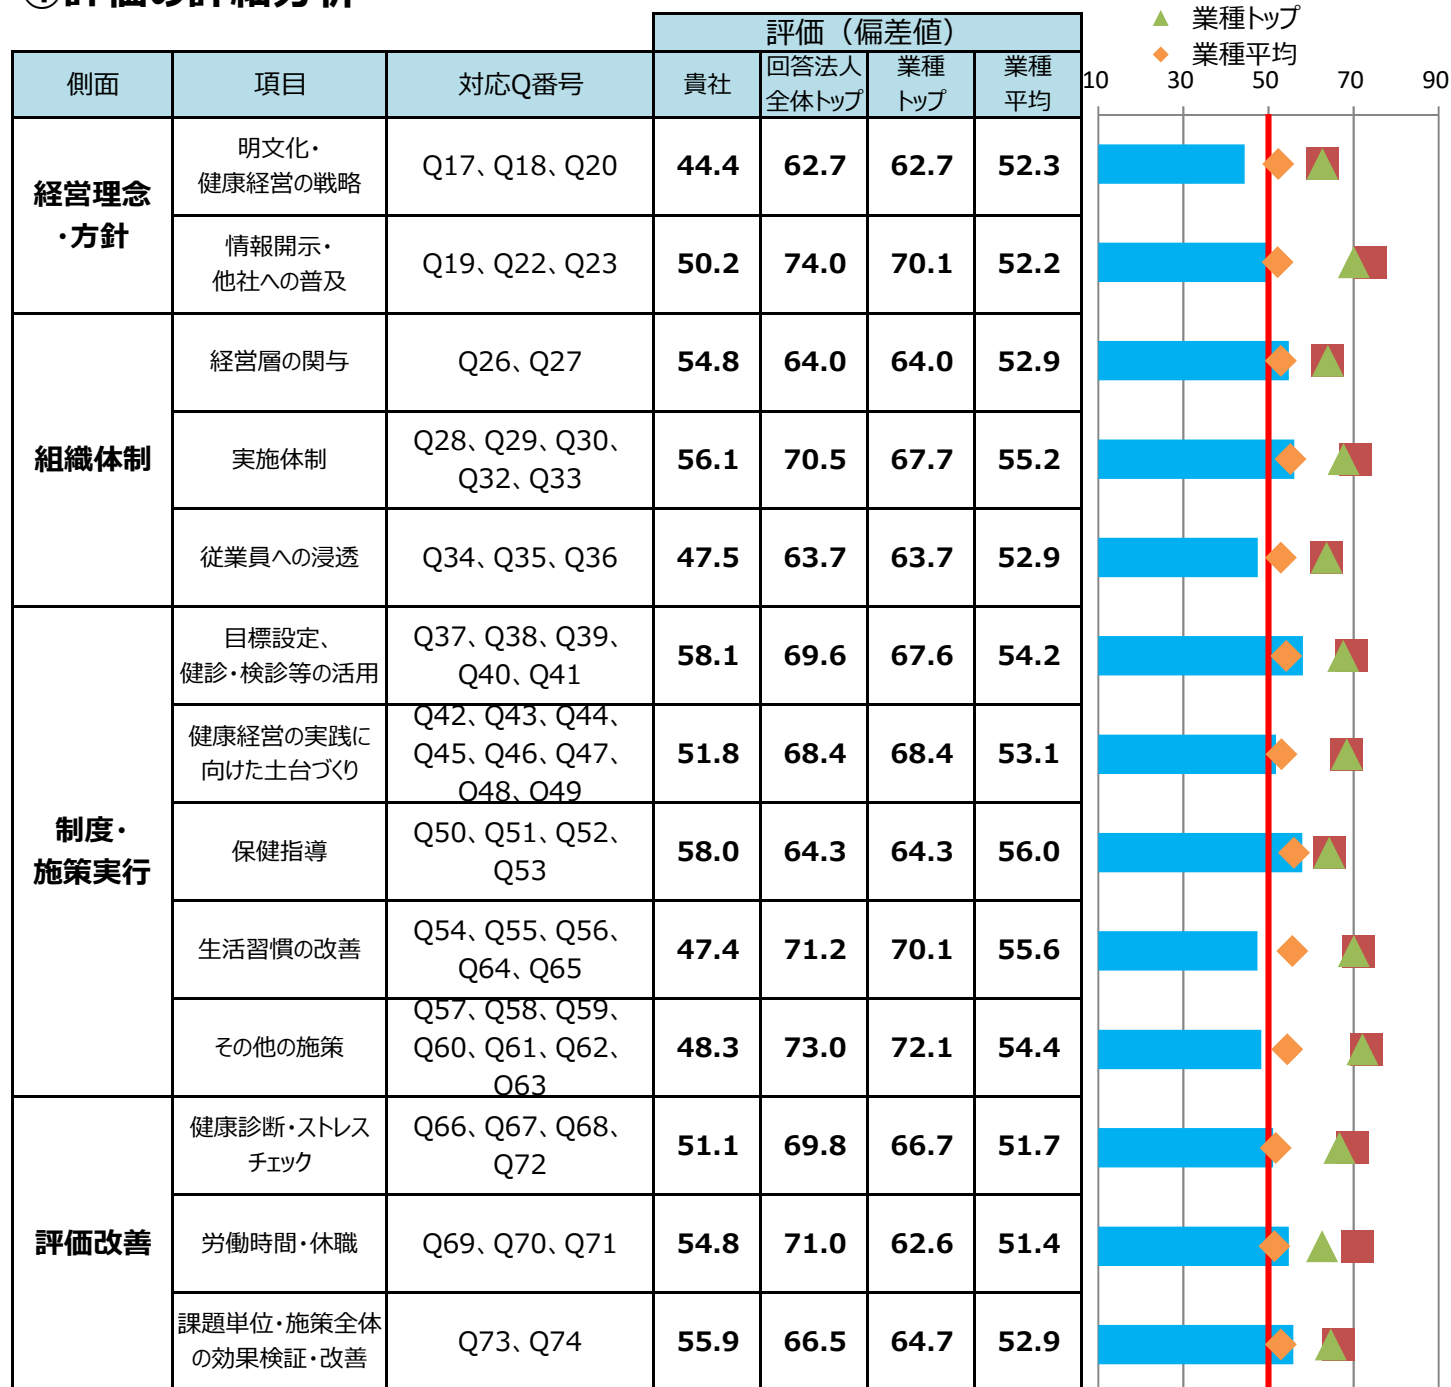 ①評価の詳細分析
業種トップ
業種平均
評価（偏差値）
側面 項目 対応Q番号 貴社 回答法人 業種 業種
全体トップ トップ 平均
10 30 50 70 90
経営理念
・方針
明文化・
健康経営の戦略
Q17、Q18、Q20 44.4 62.7 62.7 52.3
情報開示・
他社への普及
Q19、Q22、Q23 50.2 74.0 70.1 52.2
組織体制
経営層の関与 Q26、Q27 54.8 64.0 64.0 52.9
実施体制
Q28、Q29、Q30、
Q32、Q33
56.1 70.5 67.7 55.2
従業員への浸透 Q34、Q35、Q36 47.5 63.7 63.7 52.9
制度・
施策実行
目標設定、
健診・検診等の活用
Q37、Q38、Q39、
Q40、Q41
58.1 69.6 67.6 54.2
健康経営の実践に
向けた土台づくり
Q42、Q43、Q44、
Q45、Q46、Q47、
Q48、Q49
51.8 68.4 68.4 53.1
保健指導
Q50、Q51、Q52、
Q53
58.0 64.3 64.3 56.0
生活習慣の改善
Q54、Q55、Q56、
Q64、Q65
47.4 71.2 70.1 55.6
その他の施策
Q57、Q58、Q59、
Q60、Q61、Q62、
Q63
48.3 73.0 72.1 54.4
評価改善
健康診断・ストレス
チェック
Q66、Q67、Q68、
Q72
51.1 69.8 66.7 51.7
労働時間・休職 Q69、Q70、Q71 54.8 71.0 62.6 51.4
課題単位・施策全体
の効果検証・改善
Q73、Q74 55.9 66.5 64.7 52.9